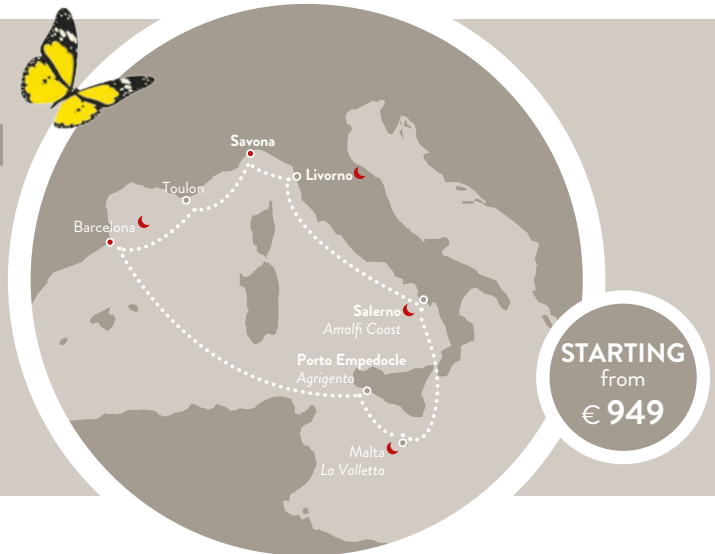 Savona
Livorno
Toulon
Barcelona
Salerno
Amalfi Coast
Porto Empedocle
Agrigento
Malta
La Valletta
STARTING
from
€ 949